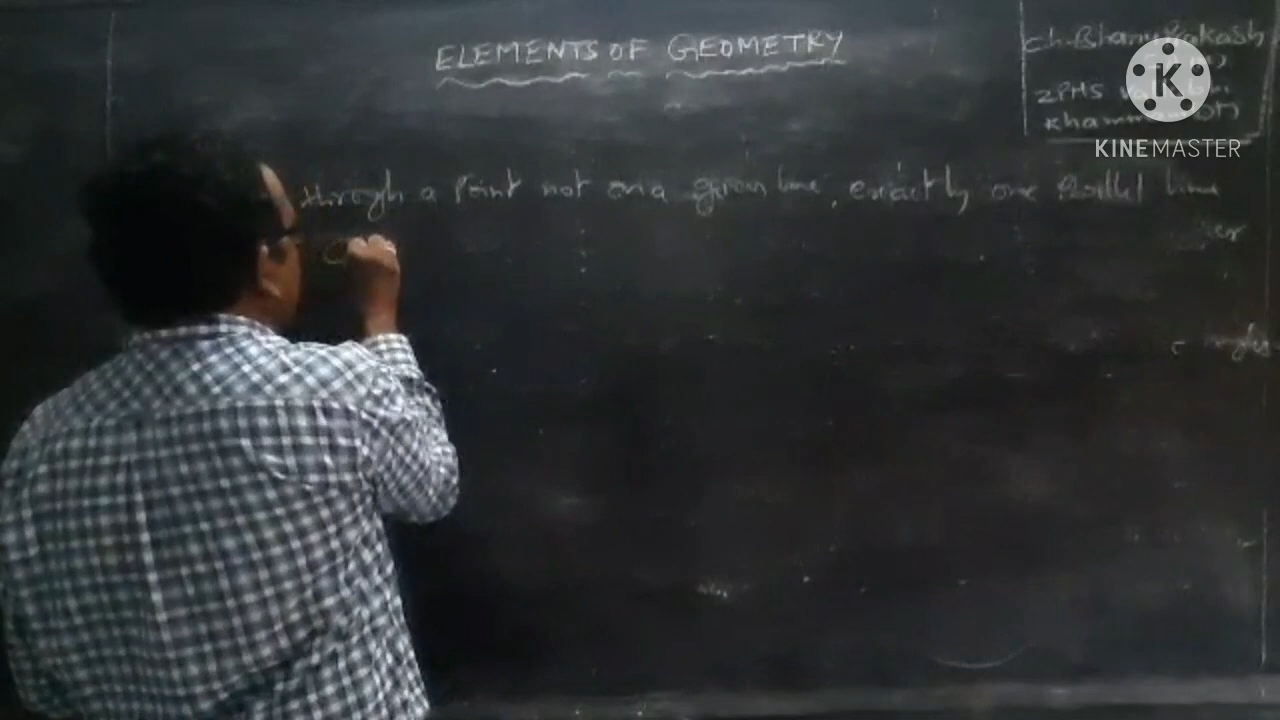 ELEMENTS OF GEOMETRY
ch. Bhanu Prakash
ZPHS
Khammam
K
KINEMASTER
through a Point not on a given line, exactly one Parallel line